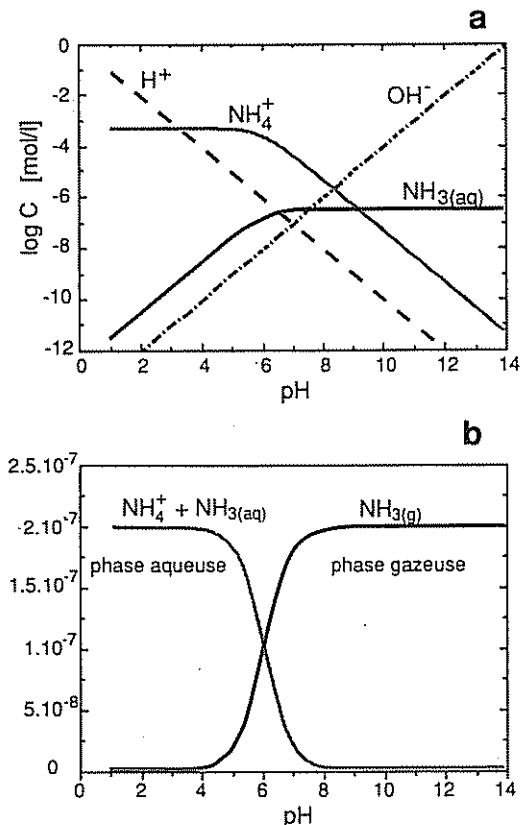 a
0
-2
-4
-6
-8
-10
-12
log C [mol/l]
H+
NH4+
OH-
NH3(aq)
2 4 6 8 10 12 14
pH
b
2.5.10-7
2.0.10-7
1.5.10-7
1.10-7
5.10-8
0
NH4+ + NH3(aq)
phase aqueuse
NH3(g)
phase gazeuse
0 2 4 6 8 10 12 14
pH